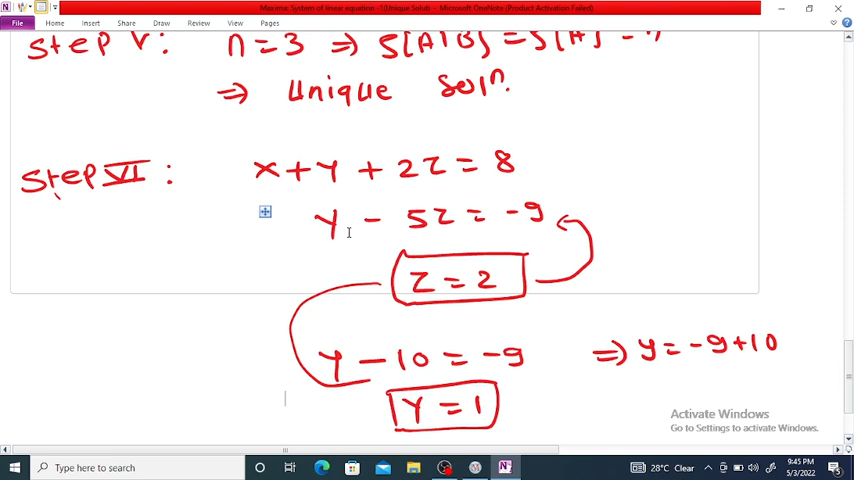 Maxima: System of linear equation -1(Unique Solub) - Microsoft OneNote (Product Activation Failed)
File Home Insert Share Draw Review View Pages
Step V : n = 3 ⇒ ρ[A|B] = ρ[A] = n
⇒ Unique Solⁿ.
Step VI : x + y + 2z = 8
y - 5z = -9
z = 2
y - 10 = -9 ⇒ y = -9+10
y = 1
Activate Windows
Go to Settings to activate Windows.
Type here to search
28°C Clear
9:45 PM
5/3/2022